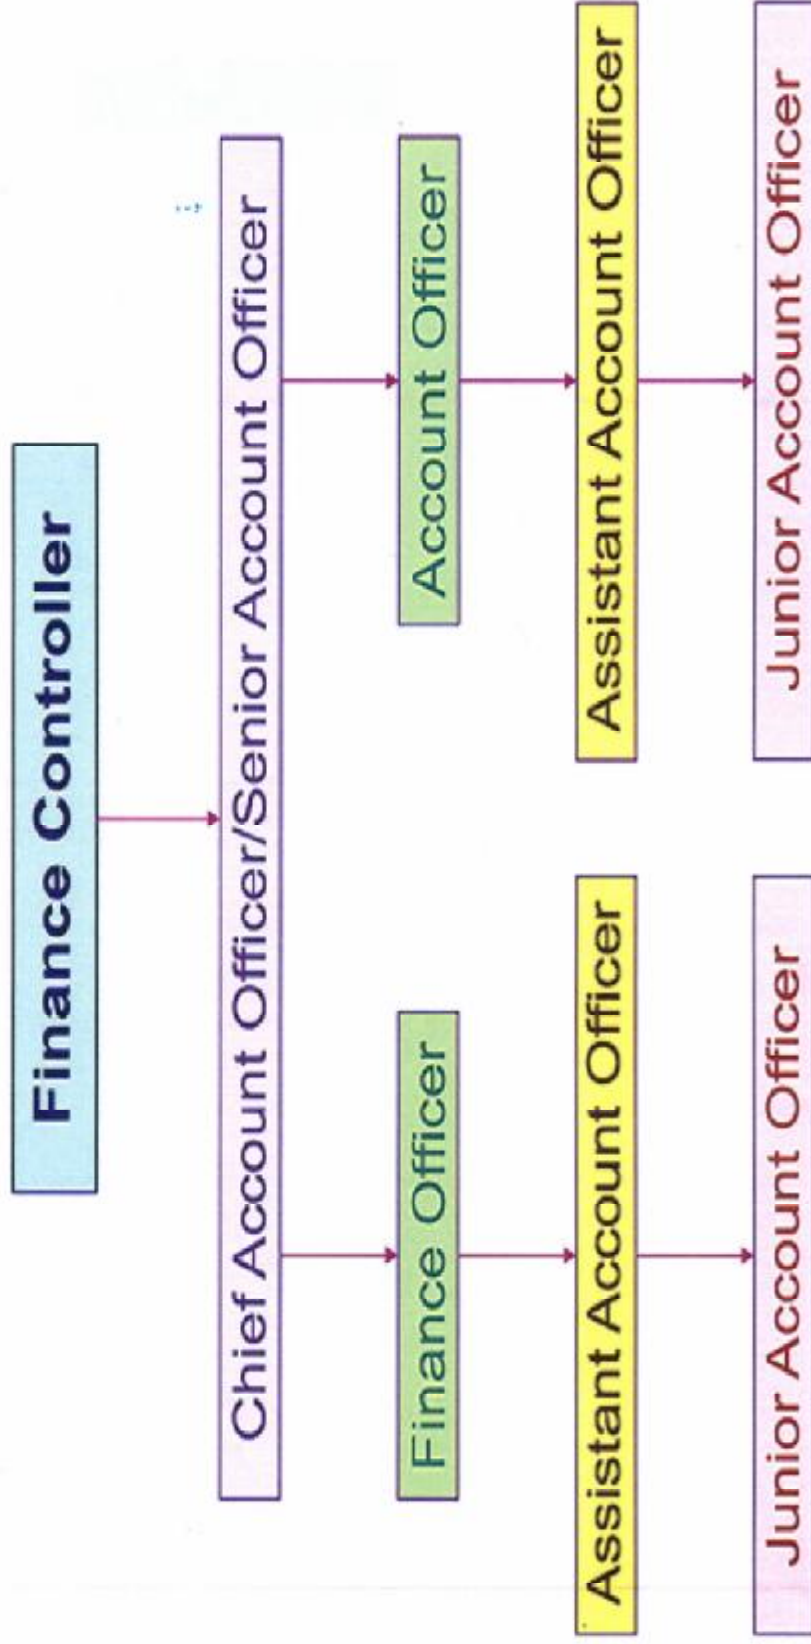 Finance Controller
Chief Account Officer/Senior Account Officer
Finance Officer
Account Officer
Assistant Account Officer
Assistant Account Officer
Junior Account Officer
Junior Account Officer